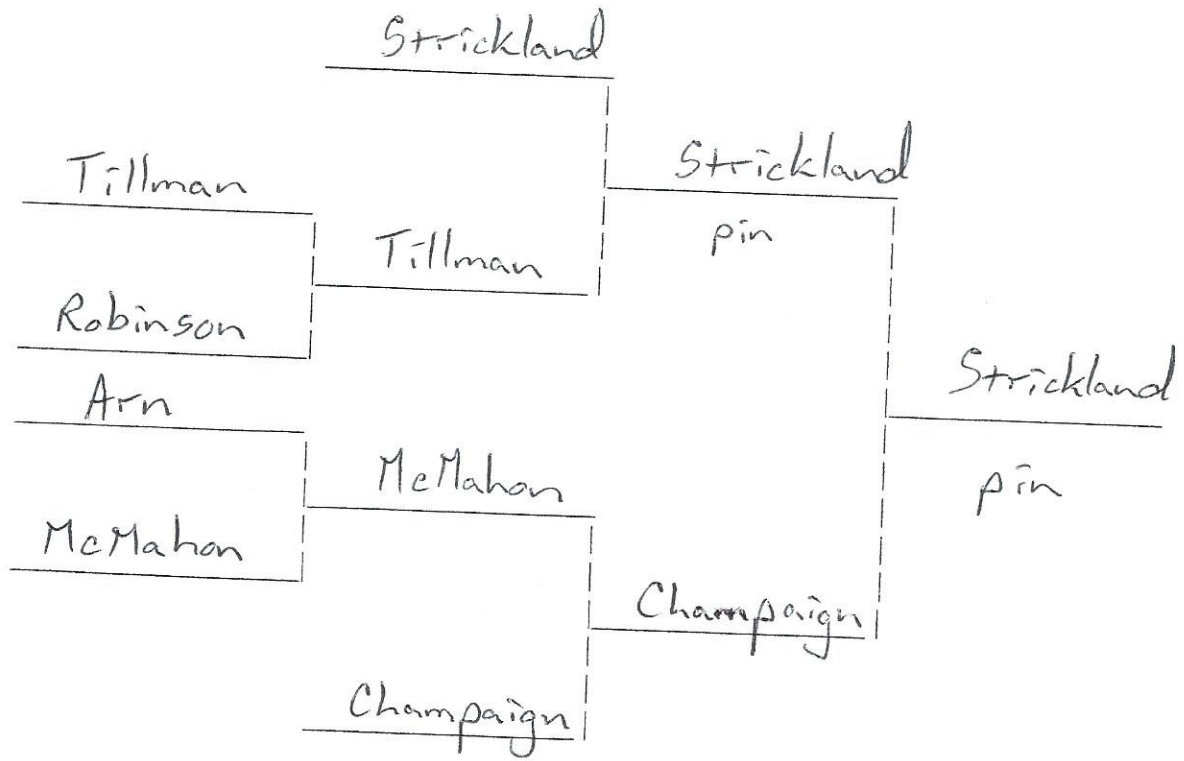 Strickland
Tillman
Robinson
Arn
McMahon
Tillman
McMahon
Champaign
Strickland
pin
Champaign
Strickland
pin